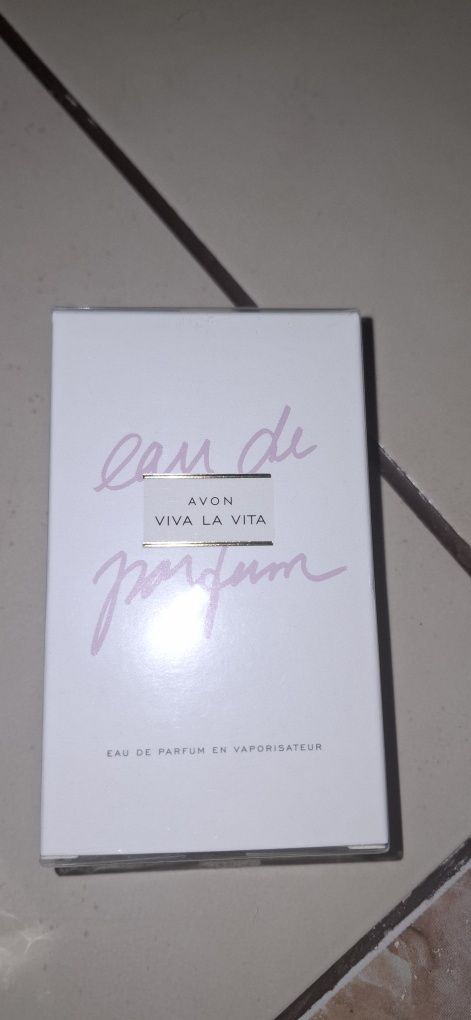 eau de
AVON
VIVA LA VITA
parfum
EAU DE PARFUM EN VAPORISATEUR